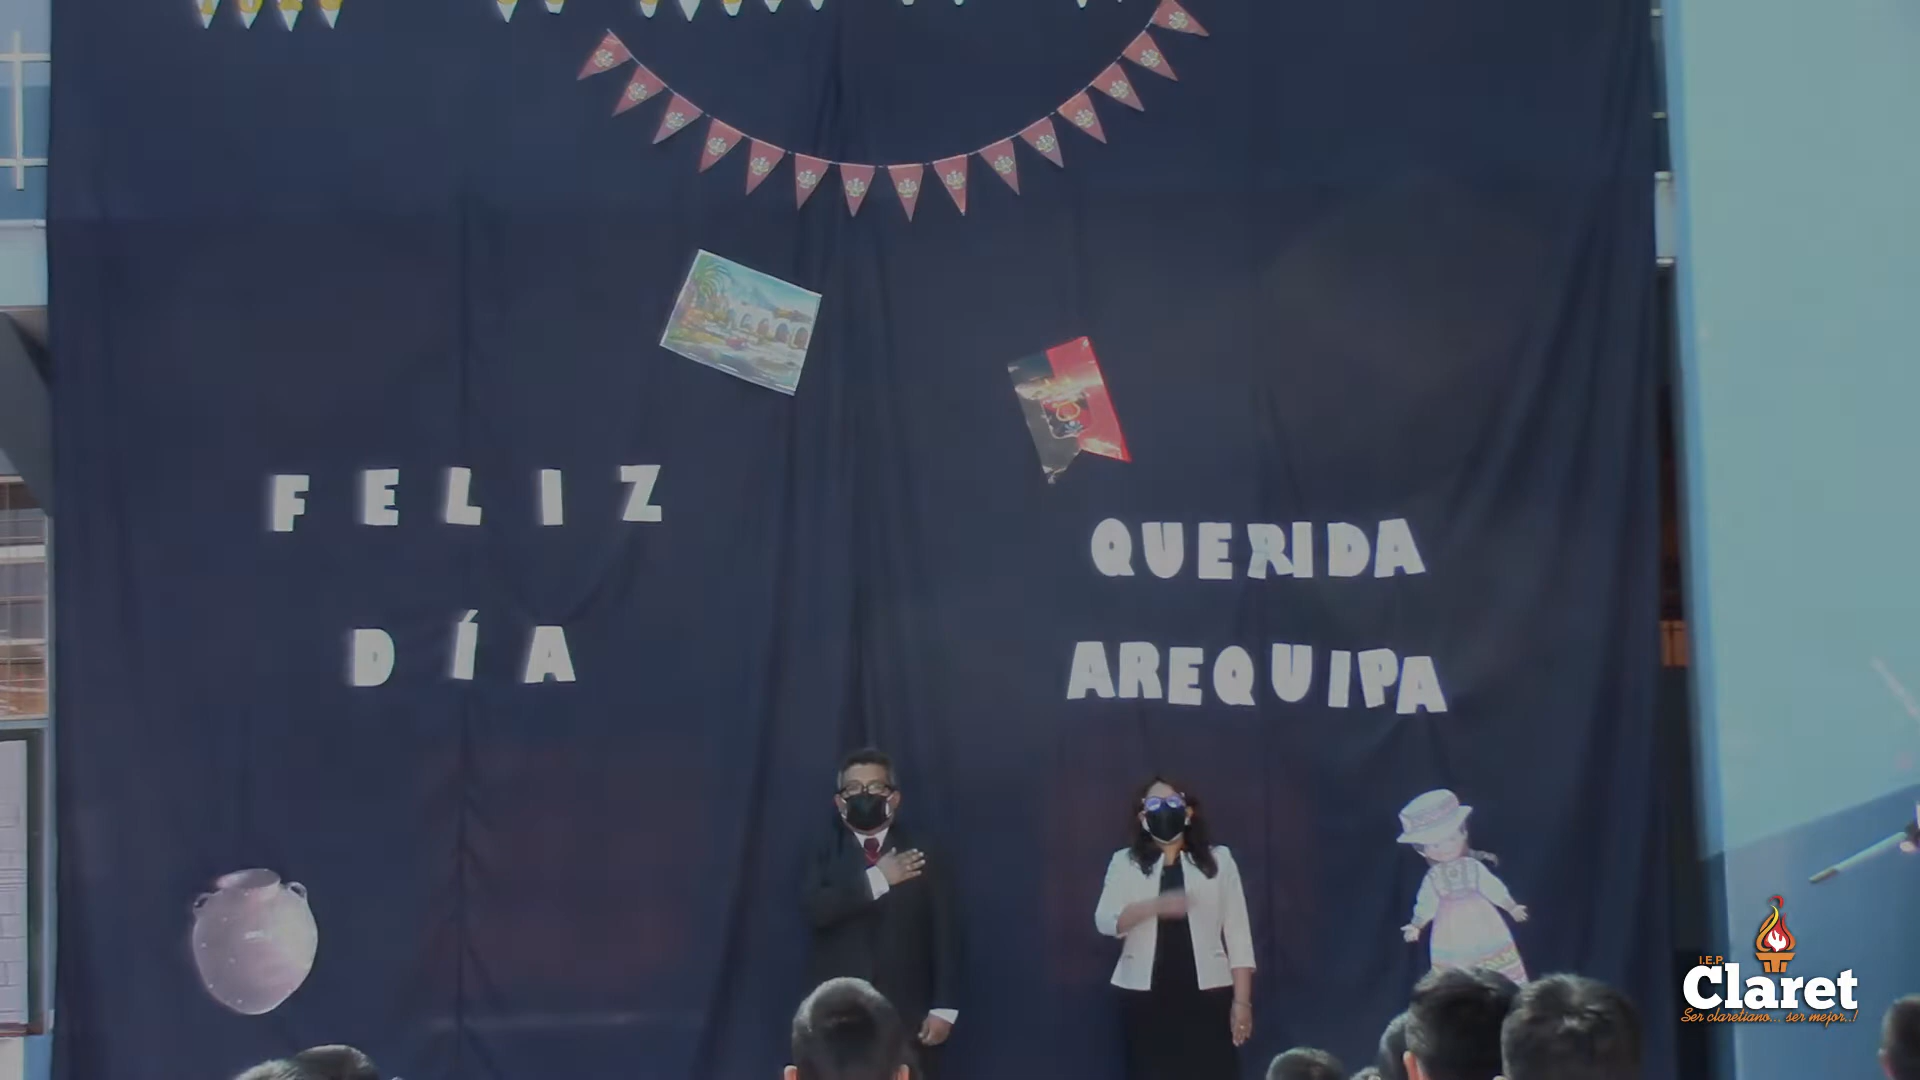 FELIZ
DÍA
QUERIDA
AREQUIPA
I.E.P.
Claret
Ser claretiano... ser mejor..!